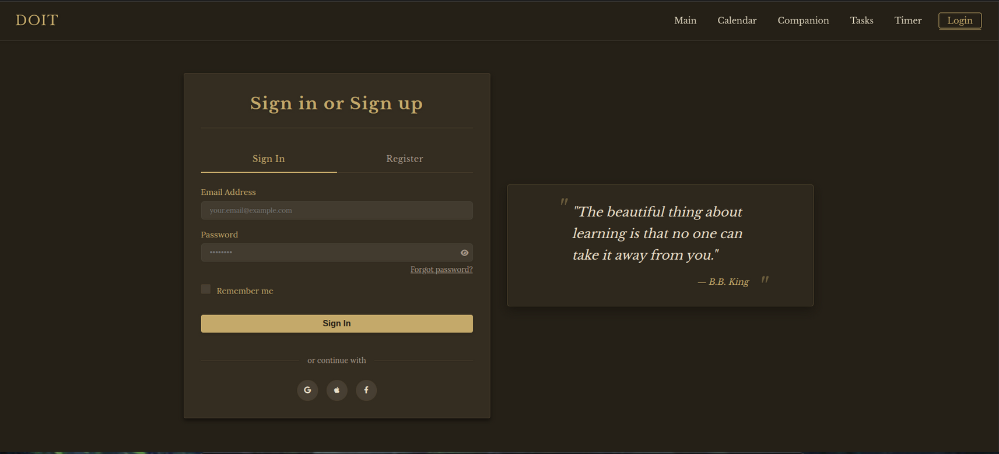 DOIT
Main
Calendar
Companion
Tasks
Timer
Login
Sign in or Sign up
Sign In
Register
Email Address
your.email@example.com
Password
••••••••
Forgot password?
Remember me
Sign In
or continue with
G
f
"
"The beautiful thing about
learning is that no one can
take it away from you."
— B.B. King
"